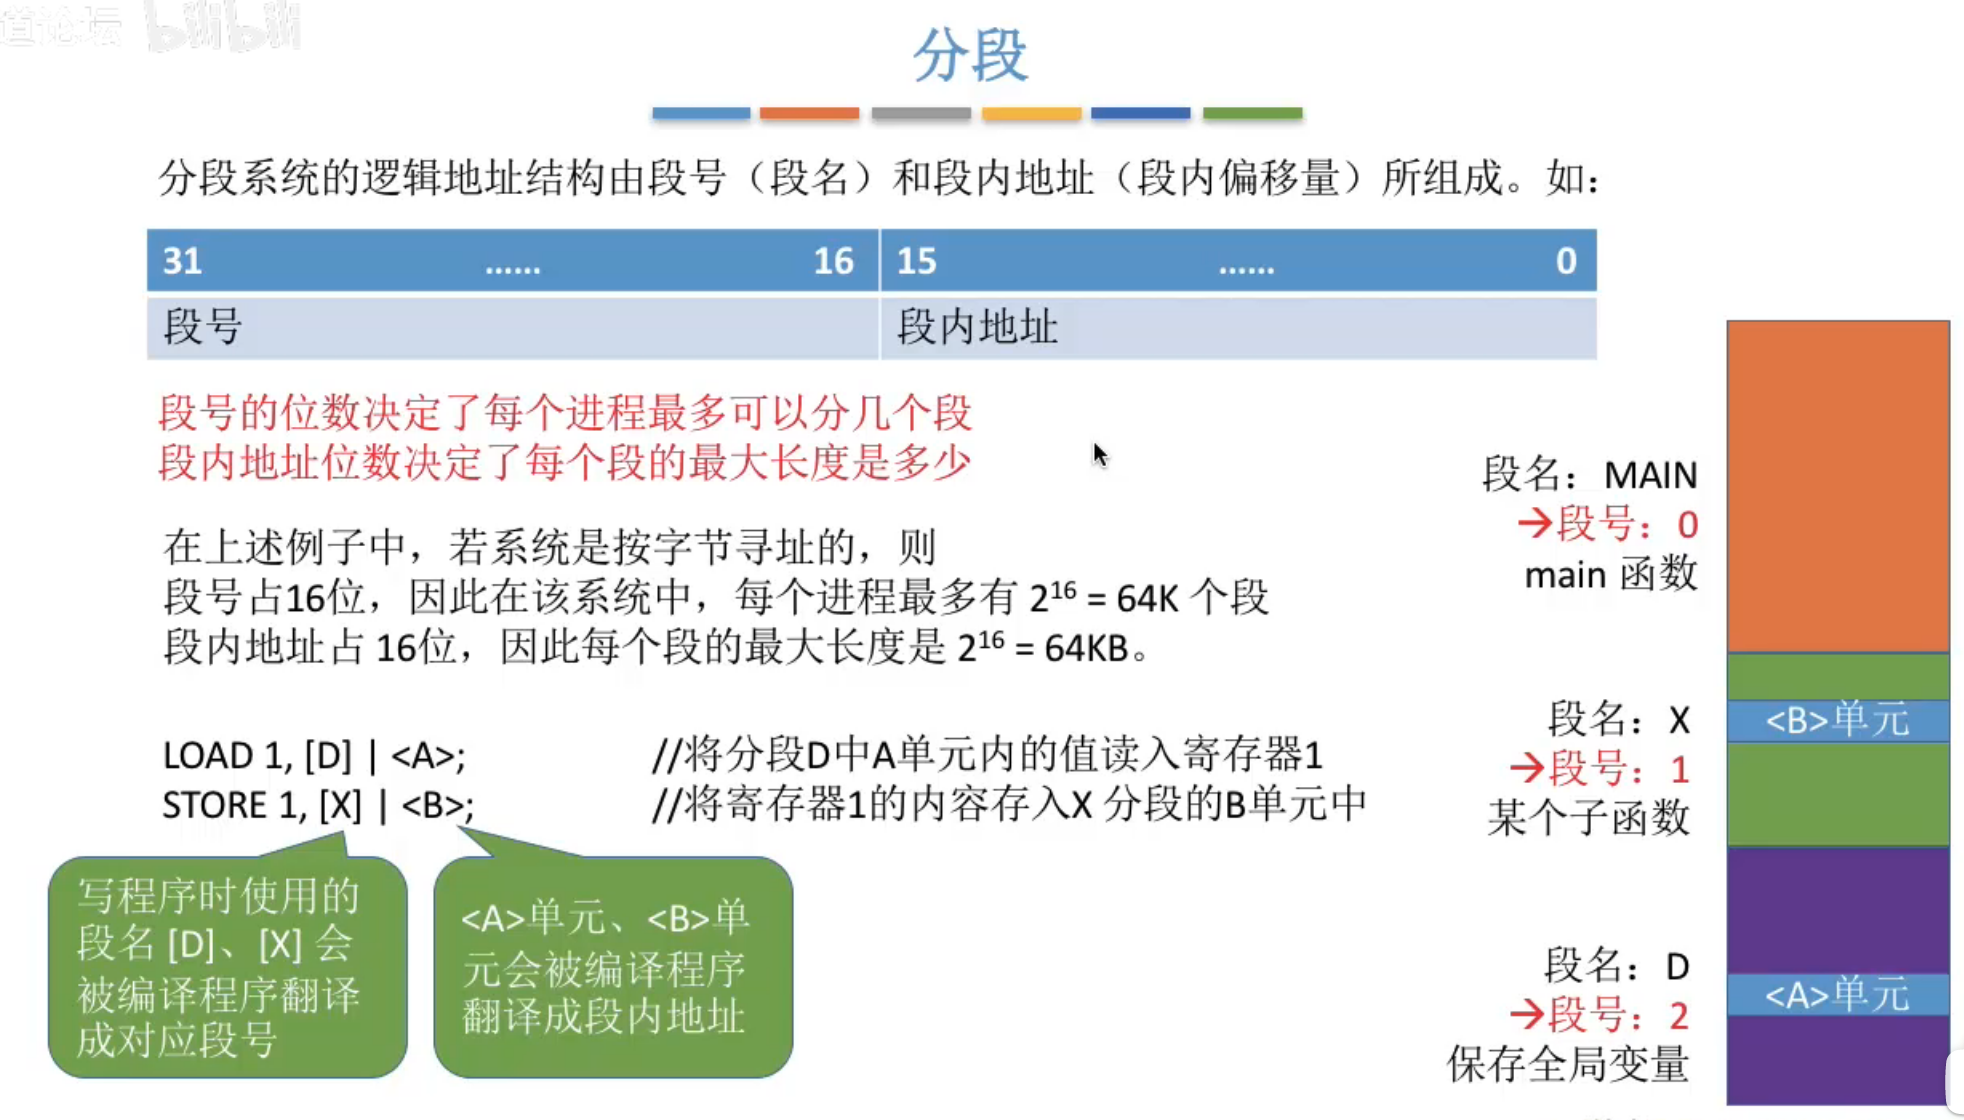 道论坛 bilibili
分段
分段系统的逻辑地址结构由段号（段名）和段内地址（段内偏移量）所组成。如：
31 ...... 16 15 ...... 0
段号 段内地址
段号的位数决定了每个进程最多可以分几个段
段内地址位数决定了每个段的最大长度是多少
在上述例子中，若系统是按字节寻址的，则
段号占16位，因此在该系统中，每个进程最多有 2¹⁶ = 64K 个段
段内地址占 16位，因此每个段的最大长度是 2¹⁶ = 64KB。
LOAD 1, [D] | <A>; //将分段D中A单元内的值读入寄存器1
STORE 1, [X] | <B>; //将寄存器1的内容存入X 分段的B单元中
写程序时使用的
段名 [D]、[X] 会
被编译程序翻译
成对应段号
<A>单元、<B>单
元会被编译程序
翻译成段内地址
段名：MAIN
→段号：0
main 函数
段名：X
→段号：1
某个子函数
<B>单元
段名：D
→段号：2
保存全局变量
<A>单元